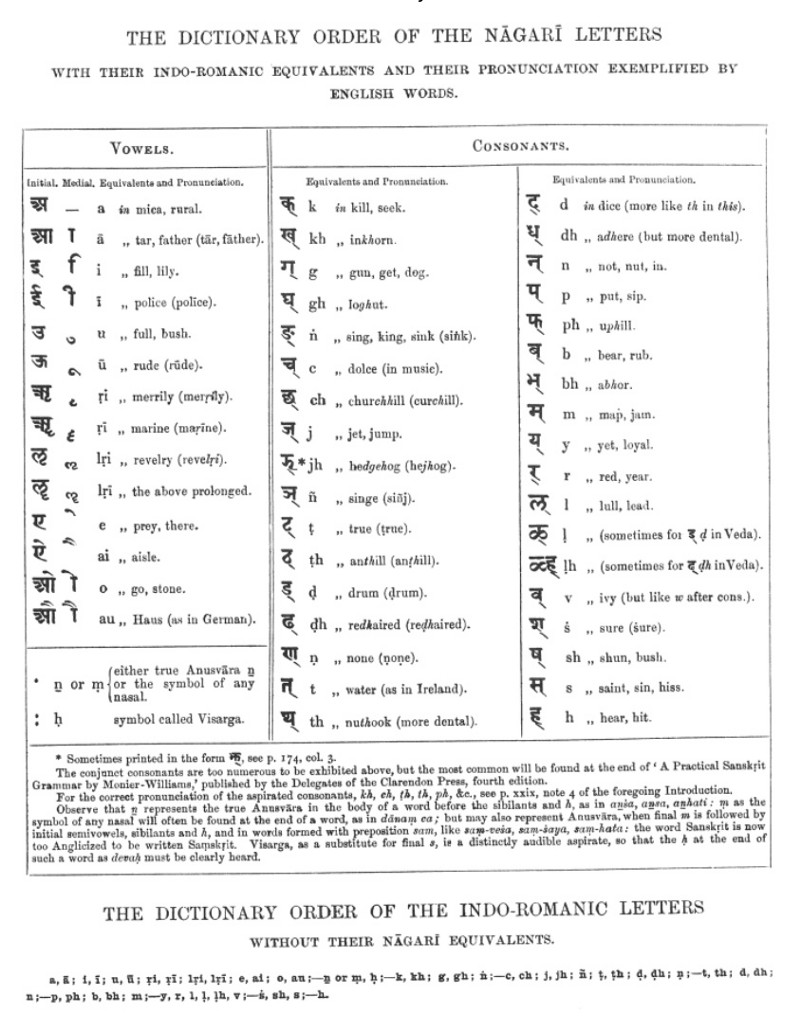 THE DICTIONARY ORDER OF THE NĀGARĪ LETTERS
WITH THEIR INDO-ROMANIC EQUIVALENTS AND THEIR PRONUNCIATION EXEMPLIFIED BY
ENGLISH WORDS.
VOWELS.
Initial. Medial. Equivalents and Pronunciation.
अ — a in mica, rural.
आ ा ā „ tar, father (tār, fāther).
इ ि i „ fill, lily.
ई ी ī „ police (polīce).
उ ु u „ full, bush.
ऊ ू ū „ rude (rūde).
ऋ ृ ṛi „ merrily (merṛily).
ॠ ॄ ṛī „ marine (maṛīne).
ऌ ॢ lṛi „ revelry (revelṛi).
ॡ ॣ lṛī „ the above prolonged.
ए े e „ prey, there.
ऐ ै ai „ aisle.
ओ ो o „ go, stone.
औ ौ au „ Haus (as in German).
ं ṉ or ṃ {either true Anusvāra ṉ
or the symbol of any
nasal.
ः ḥ symbol called Visarga.
CONSONANTS.
Equivalents and Pronunciation.
क् k in kill, seek.
ख् kh „ inkhorn.
ग् g „ gun, get, dog.
घ् gh „ loghut.
ङ् ṅ „ sing, king, sink (siṅk).
च् c „ dolce (in music).
छ् ch „ churchhill (curchill).
ज् j „ jet, jump.
झ् * jh „ hedgehog (hejhog).
ञ् ñ „ singe (siñj).
ट् ṭ „ true (ṭrue).
ठ् ṭh „ anthill (anṭhill).
ड् ḍ „ drum (ḍrum).
ढ् ḍh „ redhaired (reḍhaired).
ण् ṇ „ none (ṇoṇe).
त् t „ water (as in Ireland).
थ् th „ nuthook (more dental).
Equivalents and Pronunciation.
द् d in dice (more like th in this).
ध् dh „ adhere (but more dental).
न् n „ not, nut, in.
प् p „ put, sip.
फ् ph „ uphill.
ब् b „ bear, rub.
भ् bh „ abhor.
म् m „ map, jam.
य् y „ yet, loyal.
र् r „ red, year.
ल् l „ lull, lead.
ळ ḷ „ (sometimes for ड् ḍ in Veda).
ळ्ह ḷh „ (sometimes for ढ् ḍh in Veda).
व् v „ ivy (but like w after cons.).
श् ṡ „ sure (ṡure).
ष् sh „ shun, bush.
स् s „ saint, sin, hiss.
ह् h „ hear, hit.
* Sometimes printed in the form, see p. 174, col. 3.
The conjunct consonants are too numerous to be exhibited above, but the most common will be found at the end of ‘A Practical Sanskṛit
Grammar by Monier-Williams,’ published by the Delegates of the Clarendon Press, fourth edition.
For the correct pronunciation of the aspirated consonants, kh, ch, ṭh, th, ph, &c., see p. xxix, note 4 of the foregoing Introduction.
Observe that ṉ represents the true Anusvāra in the body of a word before the sibilants and h, as in aṉṡa, aṉsa, aṉhati: ṃ as the
symbol of any nasal will often be found at the end of a word, as in dānaṃ ca; but may also represent Anusvāra, when final m is followed by
initial semivowels, sibilants and h, and in words formed with preposition sam, like saṃ-veṡa, saṃ-ṡaya, saṃ-hata: the word Sanskṛit is now
too Anglicized to be written Saṃskṛit. Visarga, as a substitute for final s, is a distinctly audible aspirate, so that the ḥ at the end of
such a word as devaḥ must be clearly heard.
THE DICTIONARY ORDER OF THE INDO-ROMANIC LETTERS
WITHOUT THEIR NĀGARĪ EQUIVALENTS.
a, ā; i, ī; u, ū; ṛi, ṛī; lṛi, lṛī; e, ai; o, au;—ṉ or ṃ, ḥ;—k, kh; g, gh; ṅ;—c, ch; j, jh; ñ; ṭ, ṭh; ḍ, ḍh; ṇ;—t, th; d, dh;
n;—p, ph; b, bh; m;—y, r, l, ḷ, ḷh, v;—ṡ, sh, s;—h.